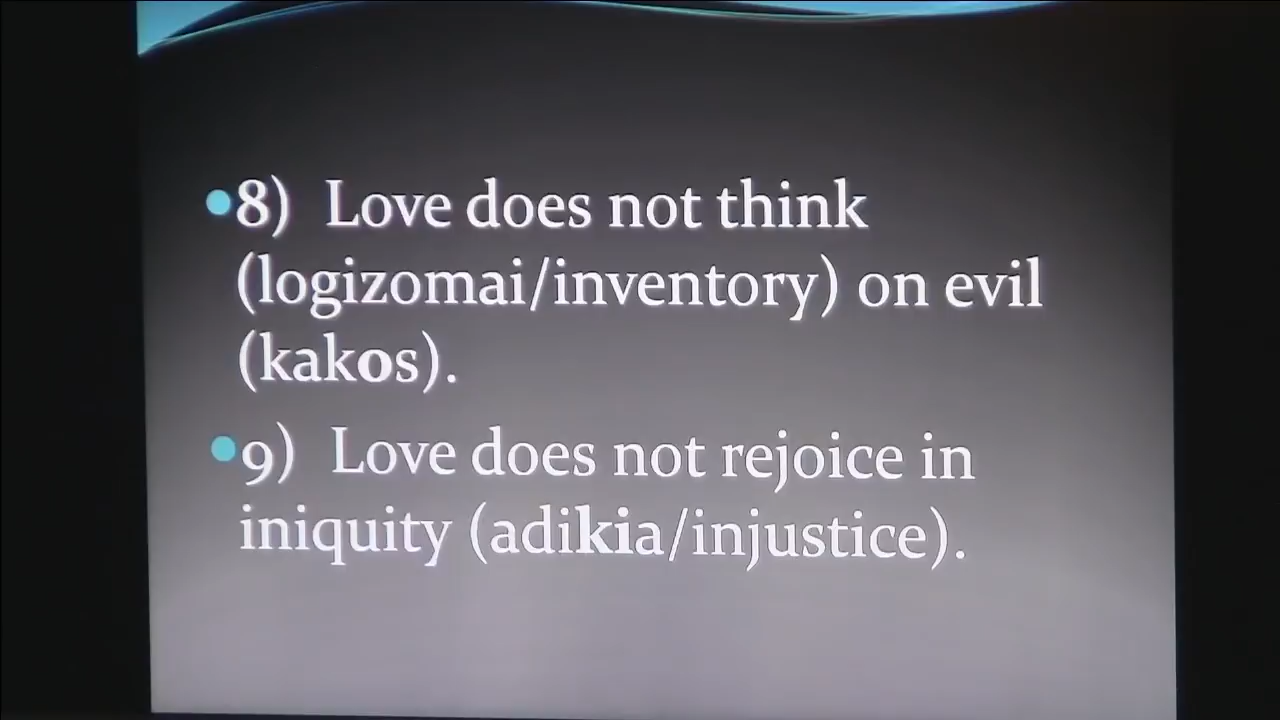 •8) Love does not think
(logizomai/inventory) on evil
(kakos).
•9) Love does not rejoice in
iniquity (adikia/injustice).